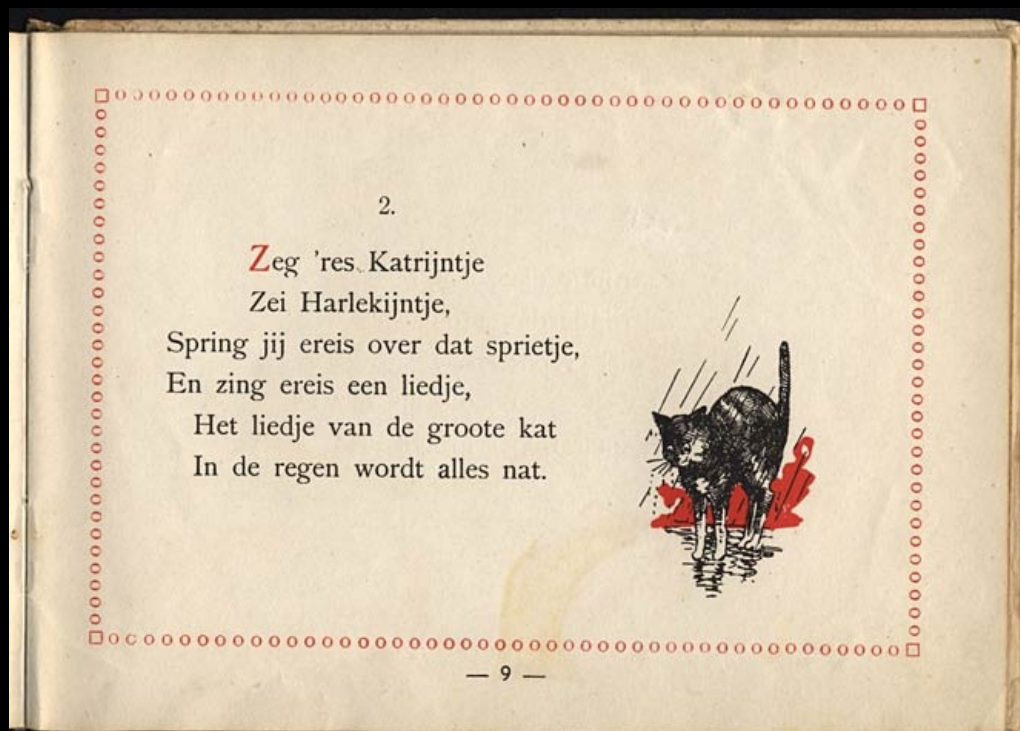 2.
Zeg 'res Katrijntje
Zei Harlekijntje,
Spring jij ereis over dat sprietje,
En zing ereis een liedje,
Het liedje van de groote kat
In de regen wordt alles nat.
— 9 —